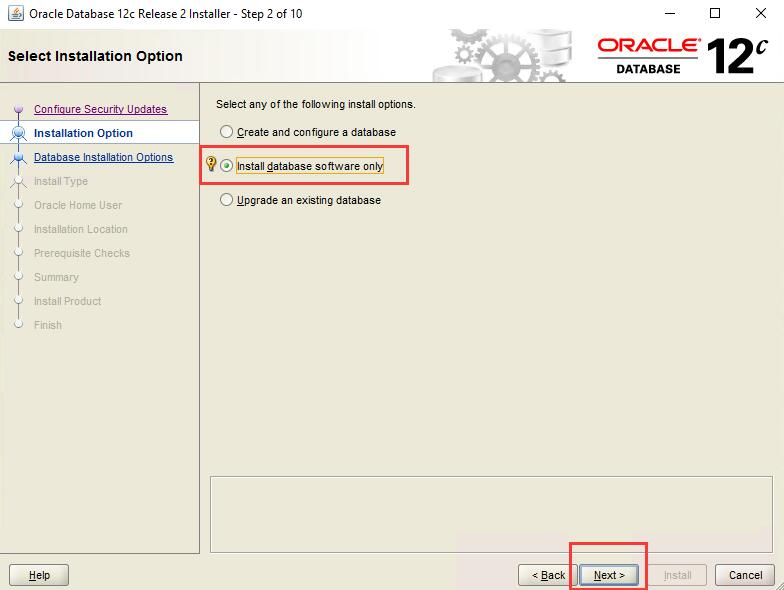 Oracle Database 12c Release 2 Installer - Step 2 of 10
Select Installation Option
ORACLE
DATABASE
12c
Configure Security Updates
Installation Option
Database Installation Options
Install Type
Oracle Home User
Installation Location
Prerequisite Checks
Summary
Install Product
Finish
Select any of the following install options.
Create and configure a database
Install database software only
Upgrade an existing database
Help
< Back
Next >
Install
Cancel